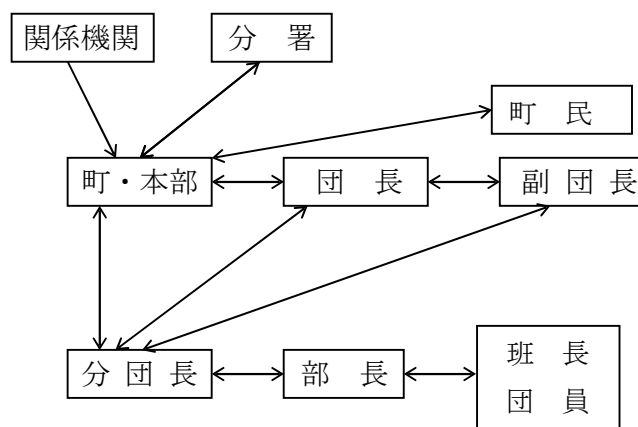 関係機関
分 署
町 民
町・本部
団 長
副 団 長
分 団 長
部 長
班 長
団 員